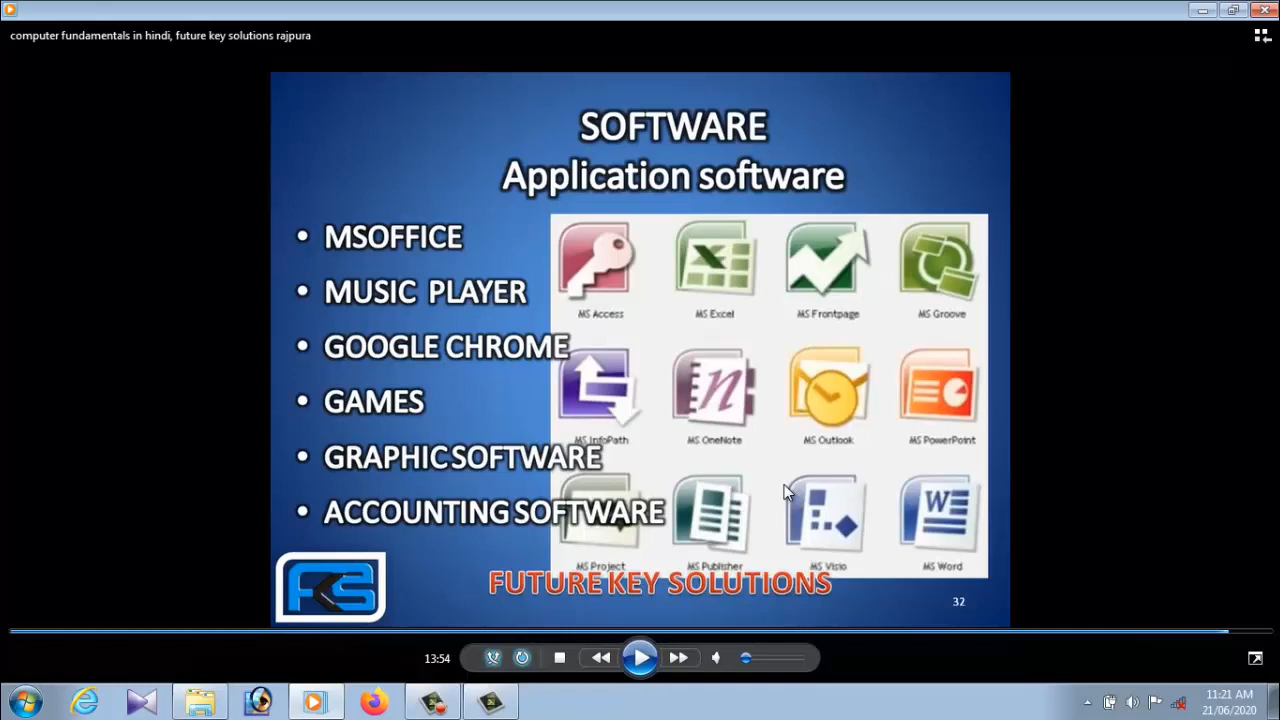 computer fundamentals in hindi, future key solutions rajpura
SOFTWARE
Application software
• MSOFFICE
• MUSIC PLAYER
• GOOGLE CHROME
• GAMES
• GRAPHIC SOFTWARE
• ACCOUNTING SOFTWARE
MS Access MS Excel MS Frontpage MS Groove
MS InfoPath MS OneNote MS Outlook MS PowerPoint
MS Project MS Publisher MS Visio MS Word
FKS
FUTURE KEY SOLUTIONS
32
13:54
11:21 AM
21/06/2020